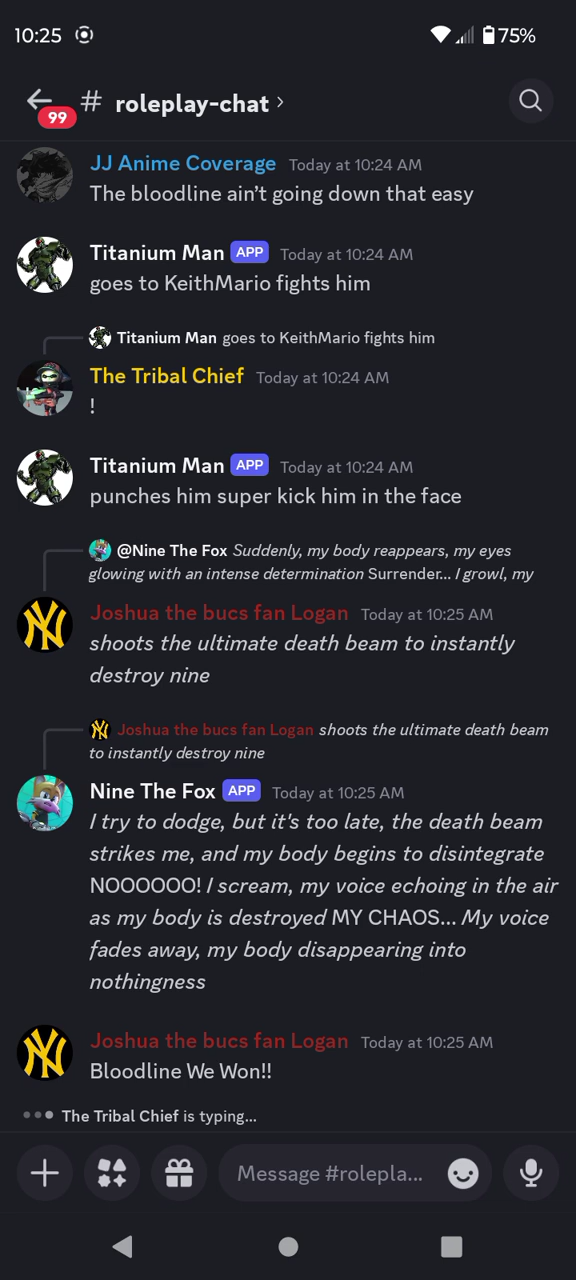 10:25 75%
99 # roleplay-chat ›
JJ Anime Coverage Today at 10:24 AM
The bloodline ain’t going down that easy
Titanium Man APP Today at 10:24 AM
goes to KeithMario fights him
Titanium Man goes to KeithMario fights him
The Tribal Chief Today at 10:24 AM
!
Titanium Man APP Today at 10:24 AM
punches him super kick him in the face
@Nine The Fox Suddenly, my body reappears, my eyes
glowing with an intense determination Surrender... I growl, my
Joshua the bucs fan Logan Today at 10:25 AM
shoots the ultimate death beam to instantly
destroy nine
Joshua the bucs fan Logan shoots the ultimate death beam
to instantly destroy nine
Nine The Fox APP Today at 10:25 AM
I try to dodge, but it's too late, the death beam
strikes me, and my body begins to disintegrate
NOOOOOO! I scream, my voice echoing in the air
as my body is destroyed MY CHAOS... My voice
fades away, my body disappearing into
nothingness
Joshua the bucs fan Logan Today at 10:25 AM
Bloodline We Won!!
The Tribal Chief is typing...
Message #rolepla...